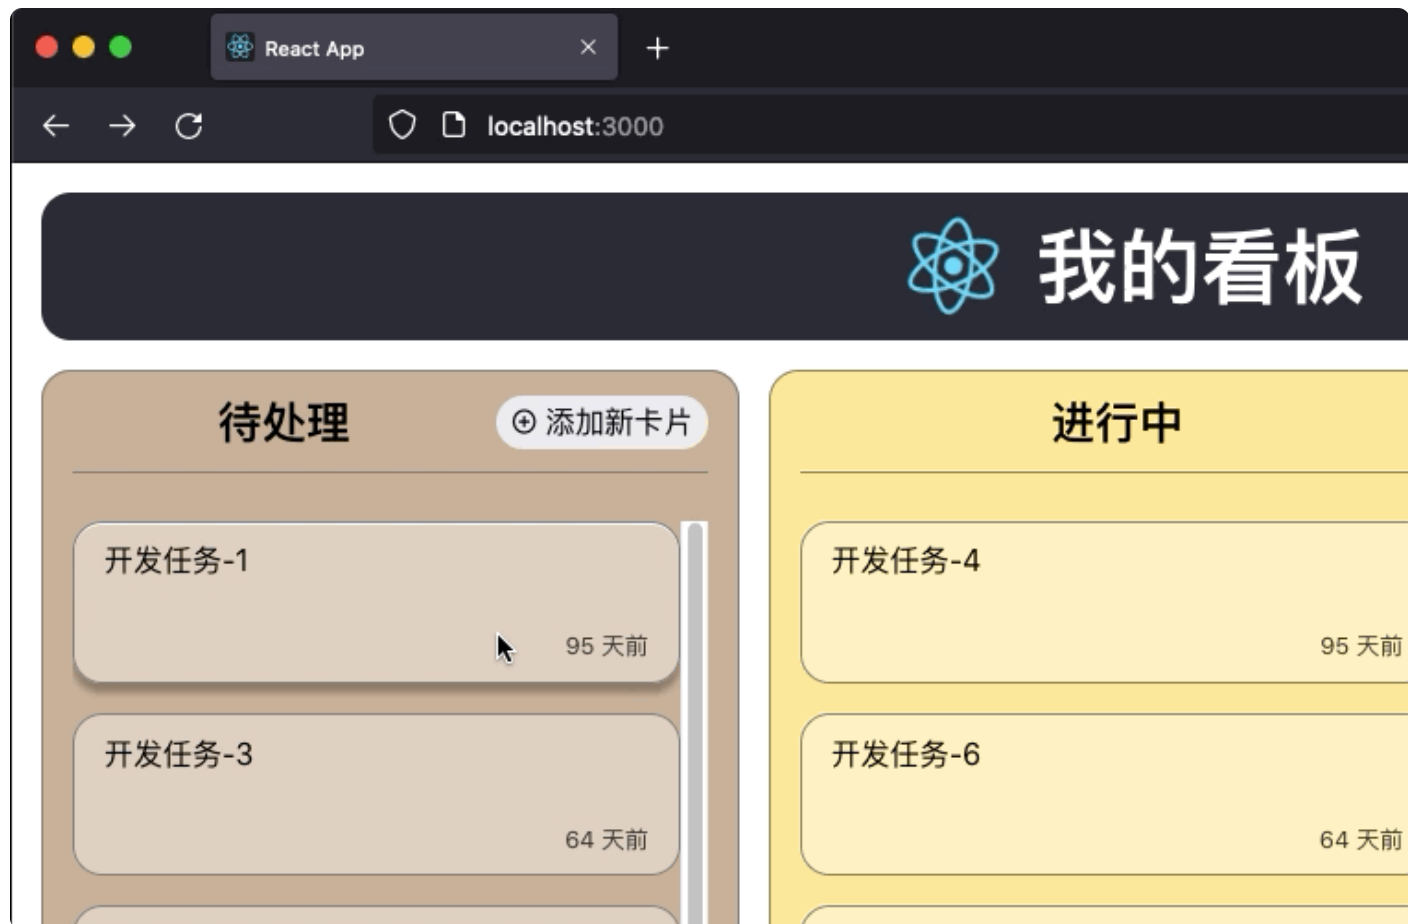 React App
localhost:3000
我的看板
待处理
添加新卡片
开发任务-1
95 天前
开发任务-3
64 天前
进行中
开发任务-4
95 天前
开发任务-6
64 天前